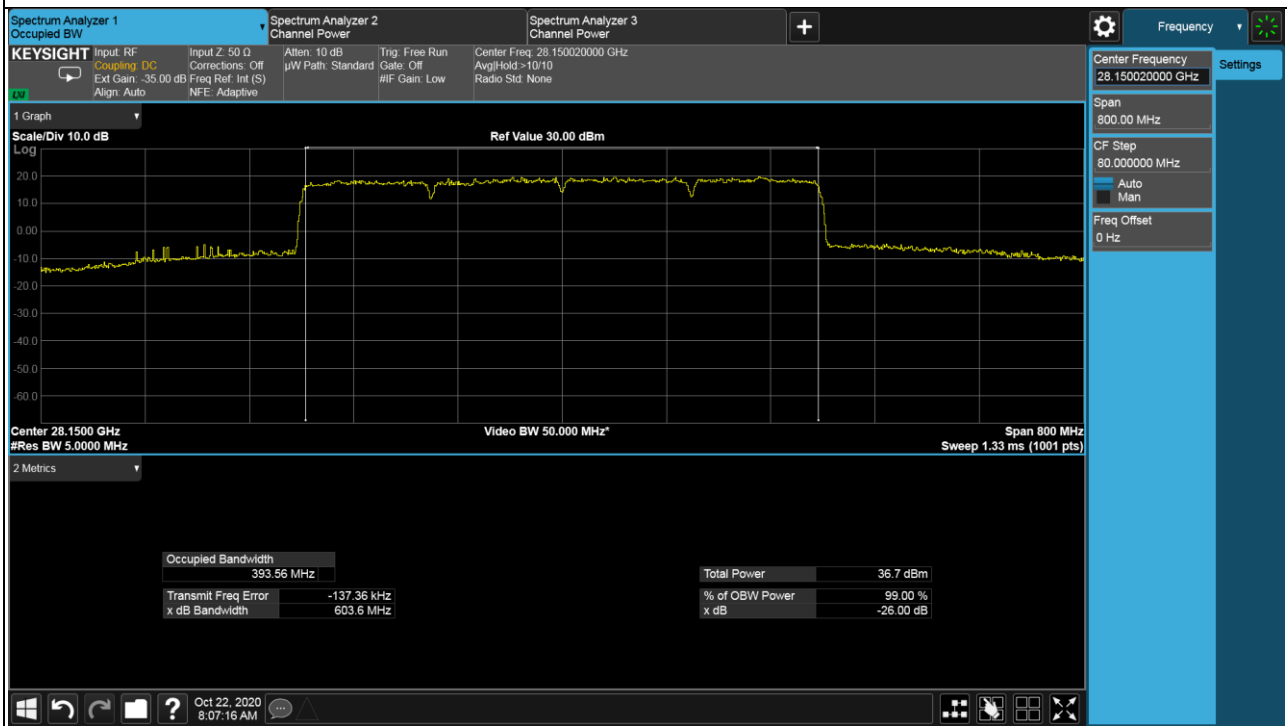 Spectrum Analyzer 1
Occupied BW
Spectrum Analyzer 2
Channel Power
Spectrum Analyzer 3
Channel Power
Frequency
KEYSIGHT
Input: RF
Coupling: DC
Ext Gain: -35.00 dB
Align: Auto
Input Z: 50 Ω
Corrections: Off
Freq Ref: Int (S)
NFE: Adaptive
Atten: 10 dB
µW Path: Standard
Trig: Free Run
Gate: Off
#IF Gain: Low
Center Freq: 28.150020000 GHz
Avg|Hold:>10/10
Radio Std: None
LXI
Center Frequency
28.150020000 GHz
Settings
Span
800.00 MHz
CF Step
80.000000 MHz
Auto
Man
Freq Offset
0 Hz
1 Graph
Scale/Div 10.0 dB
Ref Value 30.00 dBm
Log
20.0
10.0
0.00
-10.0
-20.0
-30.0
-40.0
-50.0
-60.0
Center 28.1500 GHz
#Res BW 5.0000 MHz
Video BW 50.000 MHz*
Span 800 MHz
Sweep 1.33 ms (1001 pts)
2 Metrics
Occupied Bandwidth
393.56 MHz
Transmit Freq Error -137.36 kHz
x dB Bandwidth 603.6 MHz
Total Power 36.7 dBm
% of OBW Power 99.00 %
x dB -26.00 dB
Oct 22, 2020
8:07:16 AM